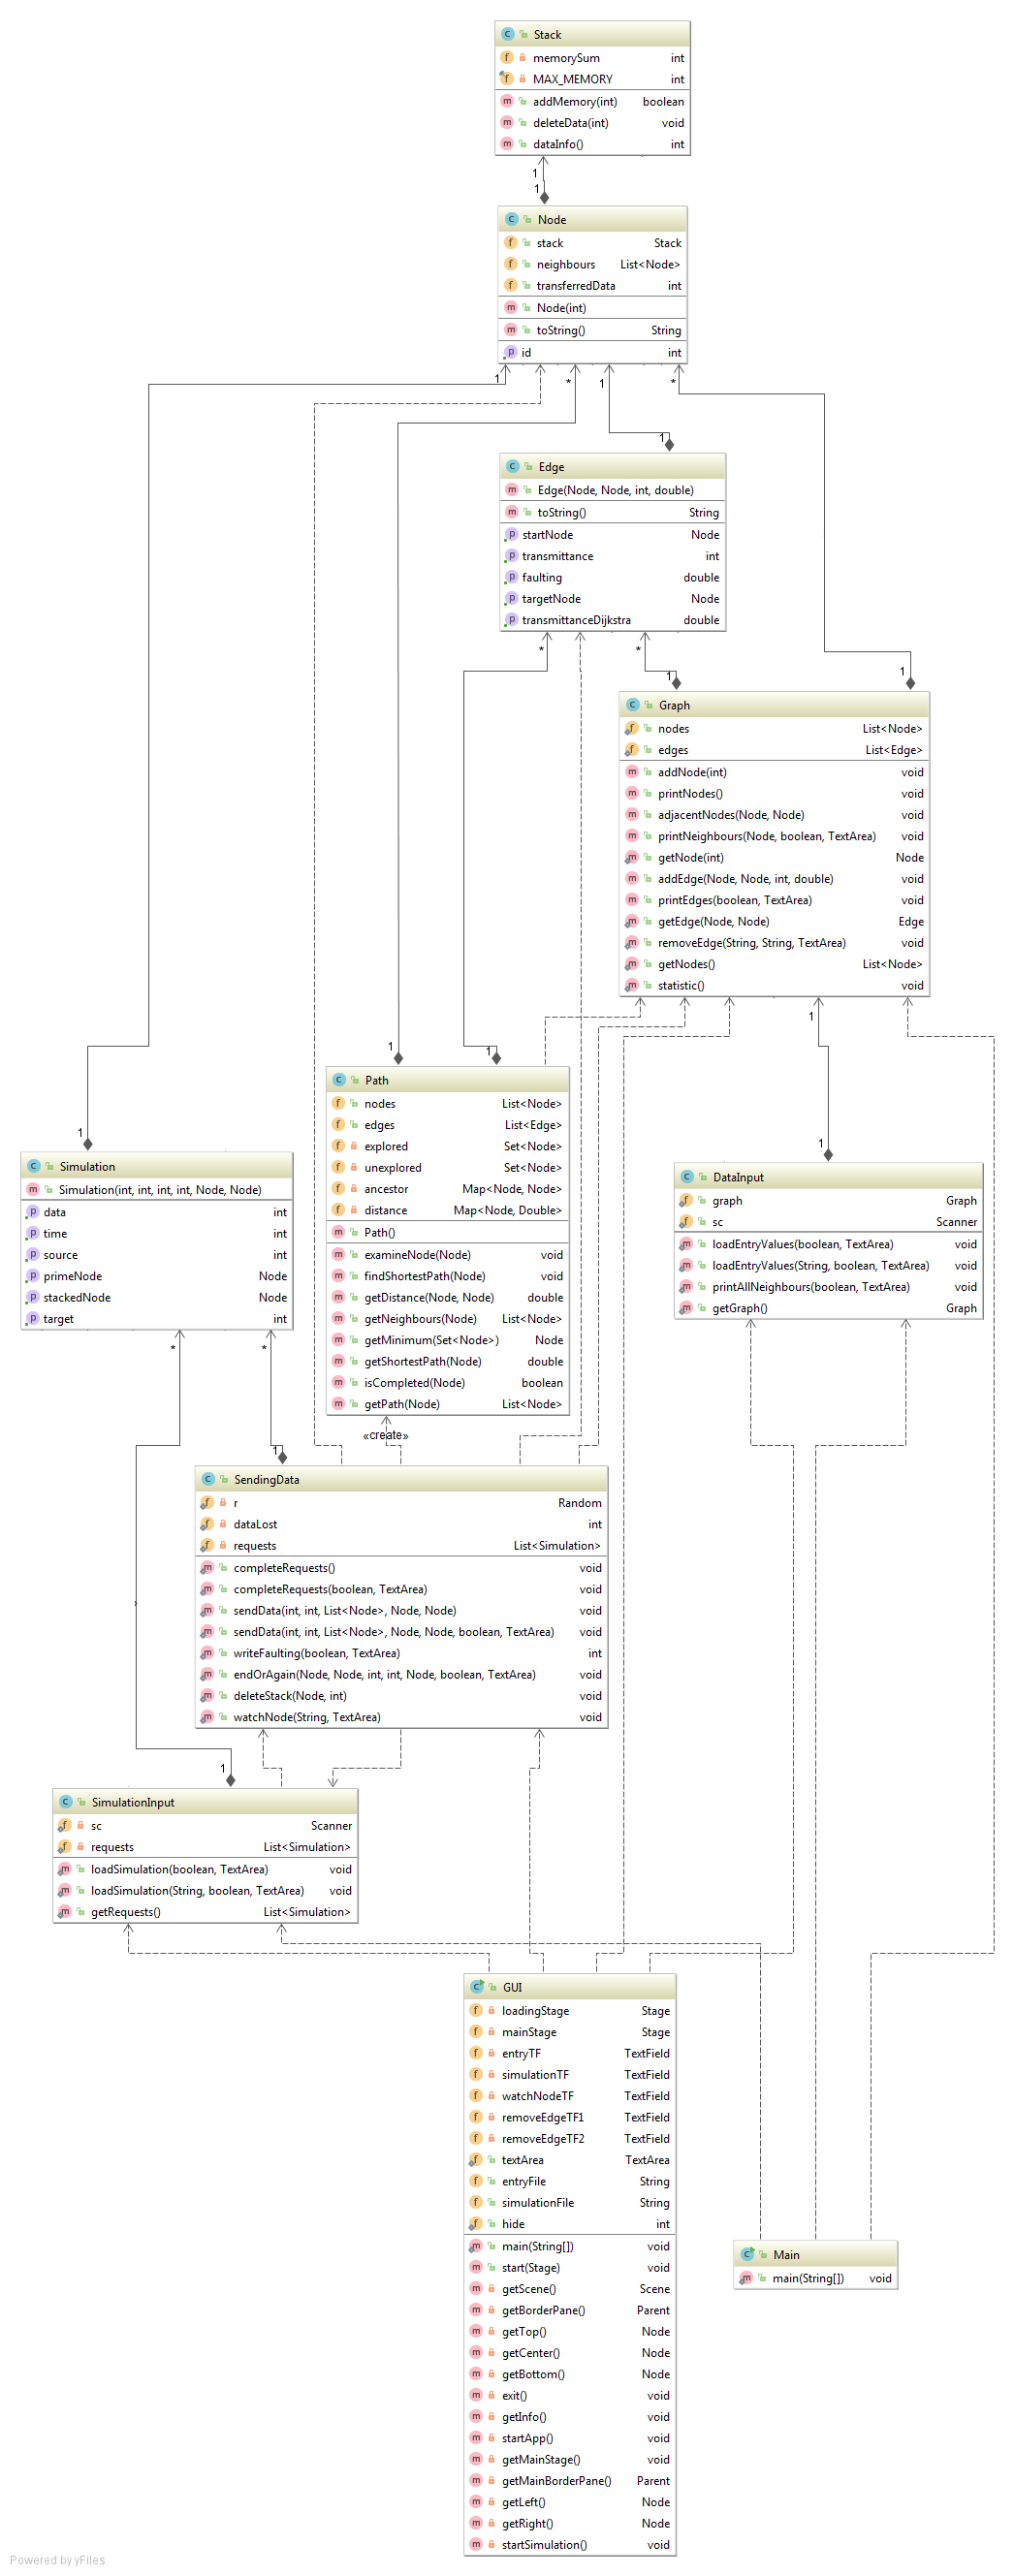 Stack
memorySum int
MAX_MEMORY int
addMemory(int) boolean
deleteData(int) void
dataInfo() int
1
1
Node
stack Stack
neighbours List<Node>
transferredData int
Node(int)
toString() String
id int
1 * 1 *
1
Edge
Edge(Node, Node, int, double)
toString() String
startNode Node
transmittance int
faulting double
targetNode Node
transmittanceDijkstra double
* *
1 1
Graph
nodes List<Node>
edges List<Edge>
addNode(int) void
printNodes() void
adjacentNodes(Node, Node) void
printNeighbours(Node, boolean, TextArea) void
getNode(int) Node
addEdge(Node, Node, int, double) void
printEdges(boolean, TextArea) void
getEdge(Node, Node) Edge
removeEdge(String, String, TextArea) void
getNodes() List<Node>
statistic() void
1
1 1
Path
nodes List<Node>
edges List<Edge>
explored Set<Node>
unexplored Set<Node>
ancestor Map<Node, Node>
distance Map<Node, Double>
Path()
examineNode(Node) void
findShortestPath(Node) void
getDistance(Node, Node) double
getNeighbours(Node) List<Node>
getMinimum(Set<Node>) Node
getShortestPath(Node) double
isCompleted(Node) boolean
getPath(Node) List<Node>
1
Simulation
Simulation(int, int, int, int, Node, Node)
data int
time int
source int
primeNode Node
stackedNode Node
target int
1
DataInput
graph Graph
sc Scanner
loadEntryValues(boolean, TextArea) void
loadEntryValues(String, boolean, TextArea) void
printAllNeighbours(boolean, TextArea) void
getGraph() Graph
* *
«create»
1
SendingData
r Random
dataLost int
requests List<Simulation>
completeRequests() void
completeRequests(boolean, TextArea) void
sendData(int, int, List<Node>, Node, Node) void
sendData(int, int, List<Node>, Node, Node, boolean, TextArea) void
writeFaulting(boolean, TextArea) int
endOrAgain(Node, Node, int, int, Node, boolean, TextArea) void
deleteStack(Node, int) void
watchNode(String, TextArea) void
1
SimulationInput
sc Scanner
requests List<Simulation>
loadSimulation(boolean, TextArea) void
loadSimulation(String, boolean, TextArea) void
getRequests() List<Simulation>
GUI
loadingStage Stage
mainStage Stage
entryTF TextField
simulationTF TextField
watchNodeTF TextField
removeEdgeTF1 TextField
removeEdgeTF2 TextField
textArea TextArea
entryFile String
simulationFile String
hide int
main(String[]) void
start(Stage) void
getScene() Scene
getBorderPane() Parent
getTop() Node
getCenter() Node
getBottom() Node
exit() void
getInfo() void
startApp() void
getMainStage() void
getMainBorderPane() Parent
getLeft() Node
getRight() Node
startSimulation() void
Main
main(String[]) void
Powered by yFiles